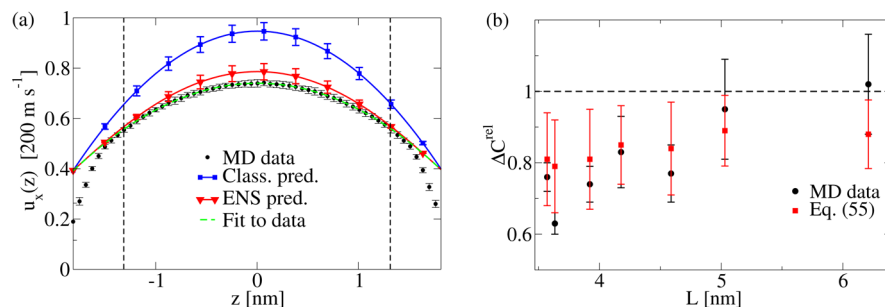 (a)
u_x(z) [200 m s⁻¹]
1
0.8
0.6
0.4
0.2
0
MD data
Class. pred.
ENS pred.
Fit to data
-1 0 1
z [nm]
(b)
ΔC^rel
1
0.8
0.6
MD data
Eq. (55)
4 5 6
L [nm]